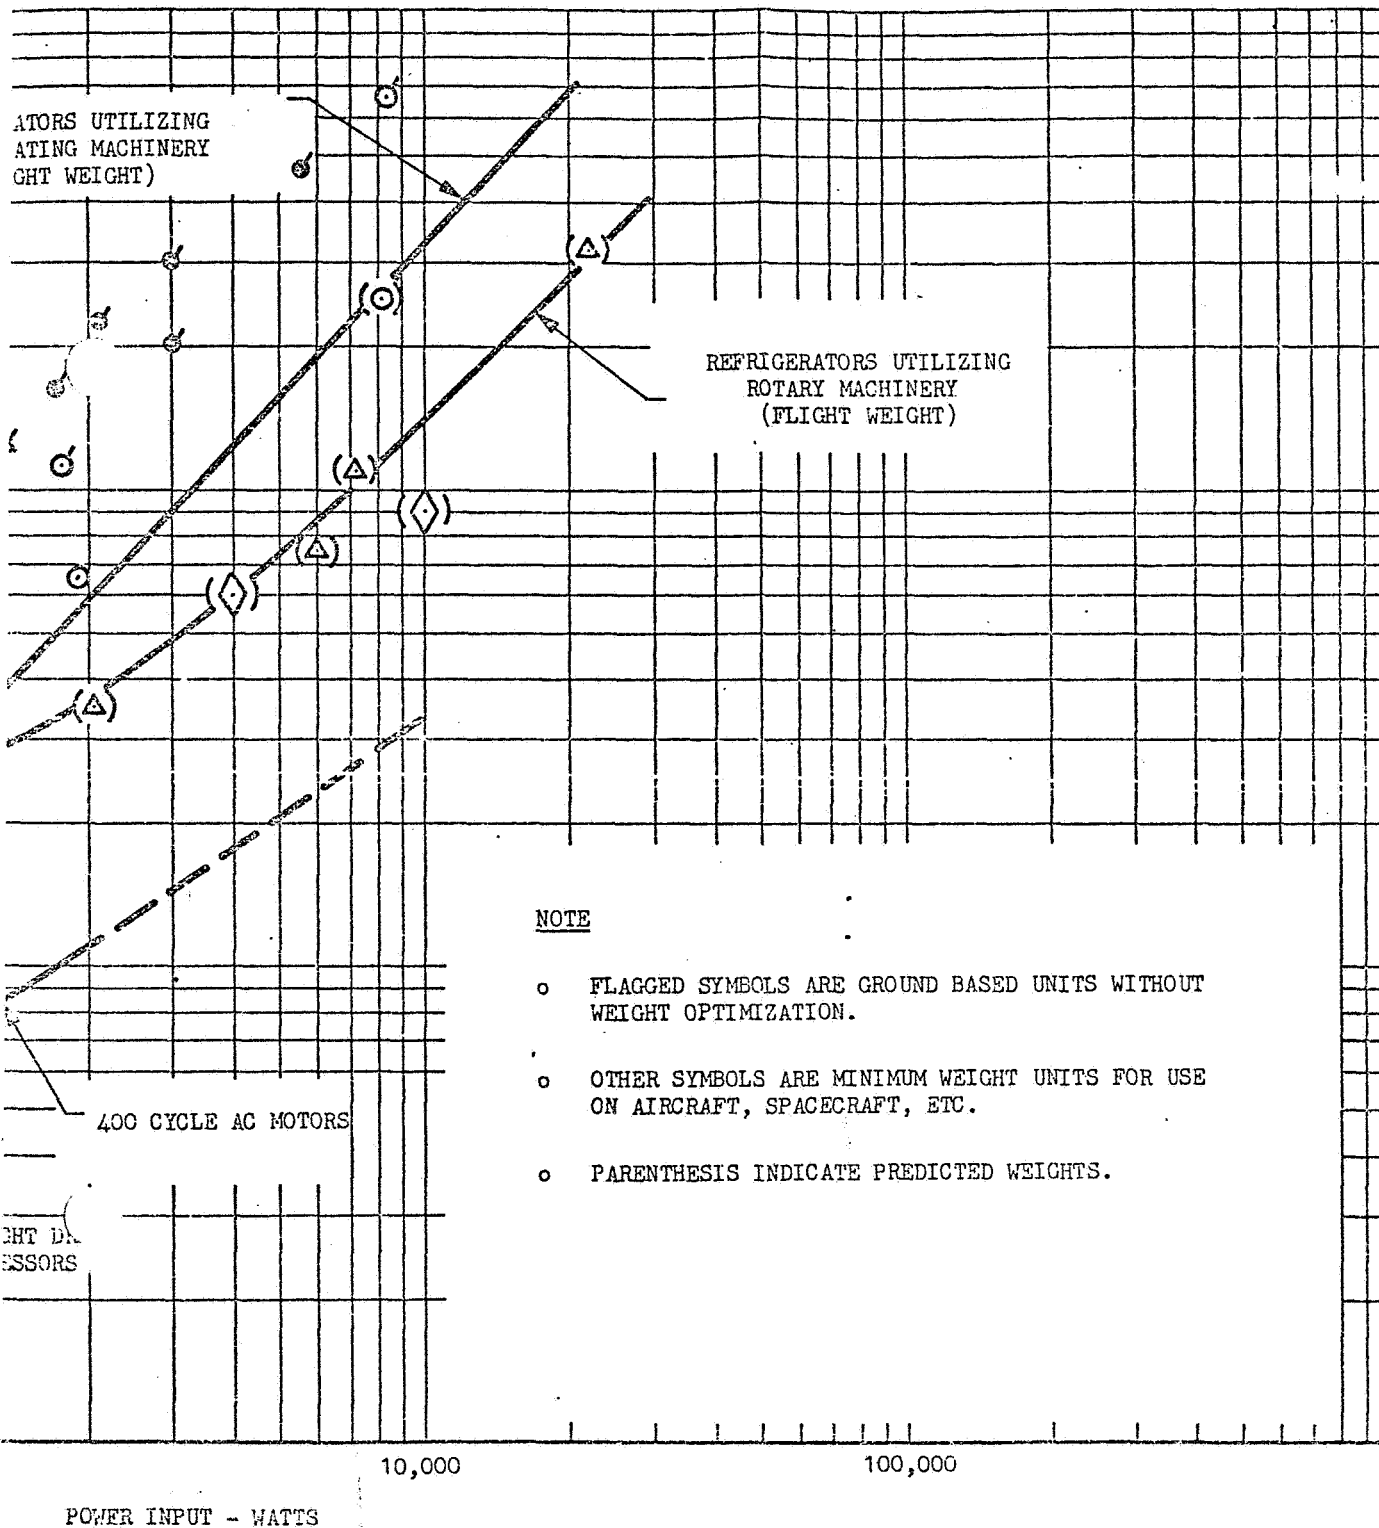 ATORS UTILIZING
ATING MACHINERY
GHT WEIGHT)
REFRIGERATORS UTILIZING
ROTARY MACHINERY
(FLIGHT WEIGHT)
NOTE
o FLAGGED SYMBOLS ARE GROUND BASED UNITS WITHOUT
WEIGHT OPTIMIZATION.
o OTHER SYMBOLS ARE MINIMUM WEIGHT UNITS FOR USE
ON AIRCRAFT, SPACECRAFT, ETC.
400 CYCLE AC MOTORS
o PARENTHESIS INDICATE PREDICTED WEIGHTS.
GHT
ESSORS
10,000
100,000
POWER INPUT - WATTS